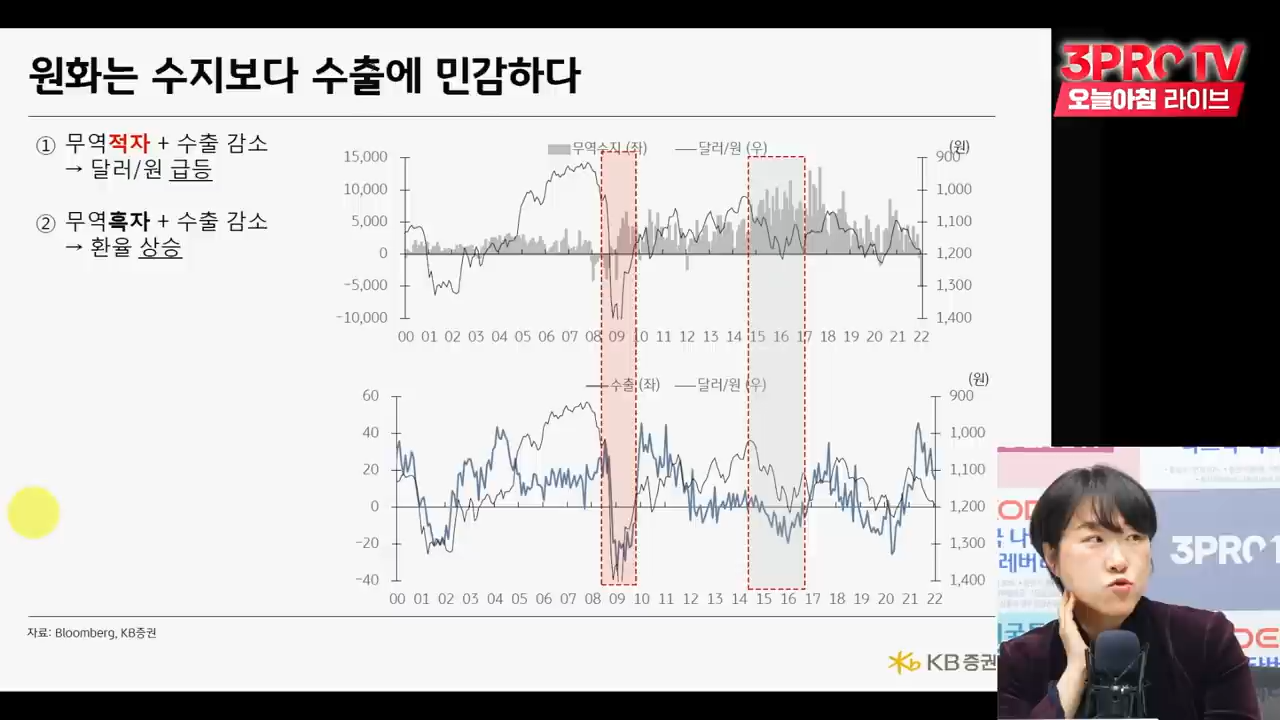 원화는 수지보다 수출에 민감하다
3PROTV
오늘아침 라이브
① 무역적자 + 수출 감소
→ 달러/원 급등
② 무역흑자 + 수출 감소
→ 환율 상승
무역수지 (좌) 달러/원 (우) (원)
15,000 900
10,000 1,000
5,000 1,100
0 1,200
-5,000 1,300
-10,000 1,400
00 01 02 03 04 05 06 07 08 09 10 11 12 13 14 15 16 17 18 19 20 21 22
수출 (좌) 달러/원 (우) (원)
60 900
40 1,000
20 1,100
0 1,200
-20 1,300
-40 1,400
00 01 02 03 04 05 06 07 08 09 10 11 12 13 14 15 16 17 18 19 20 21 22
자료: Bloomberg, KB증권
KB증권
3PRO